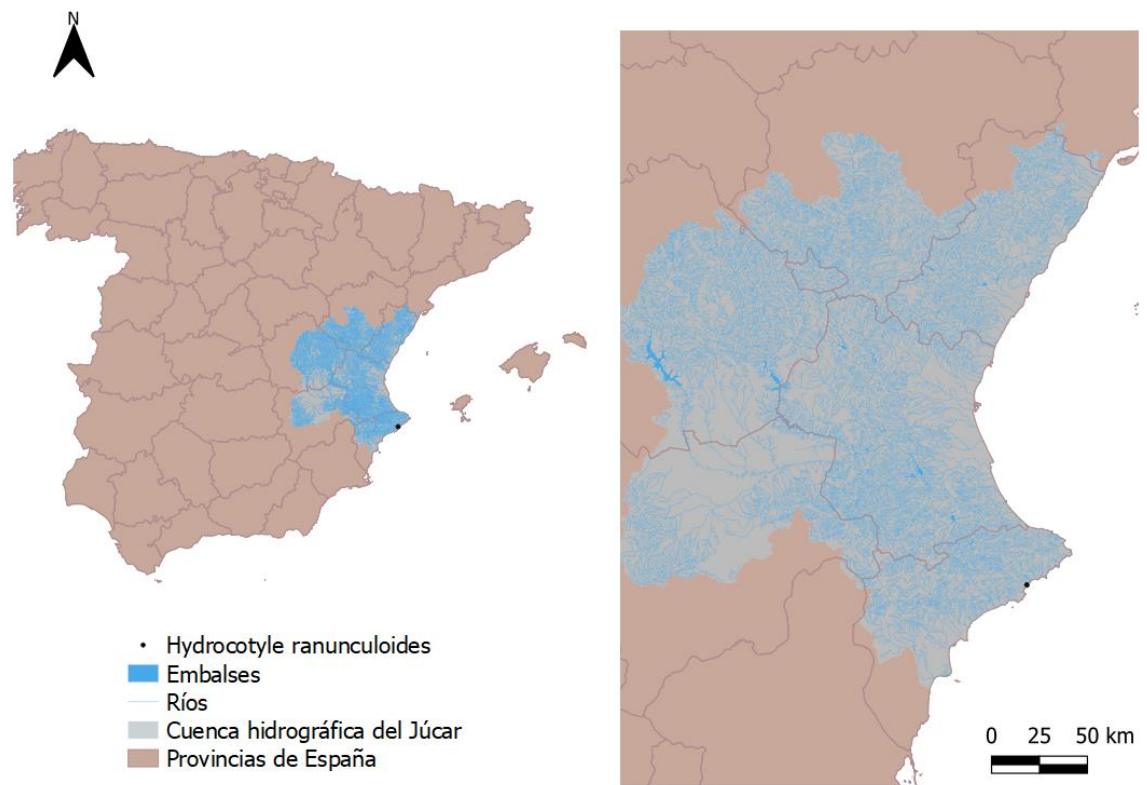 N
Hydrocotyle ranunculoides
Embalses
Ríos
Cuenca hidrográfica del Júcar
Provincias de España
0 25 50 km